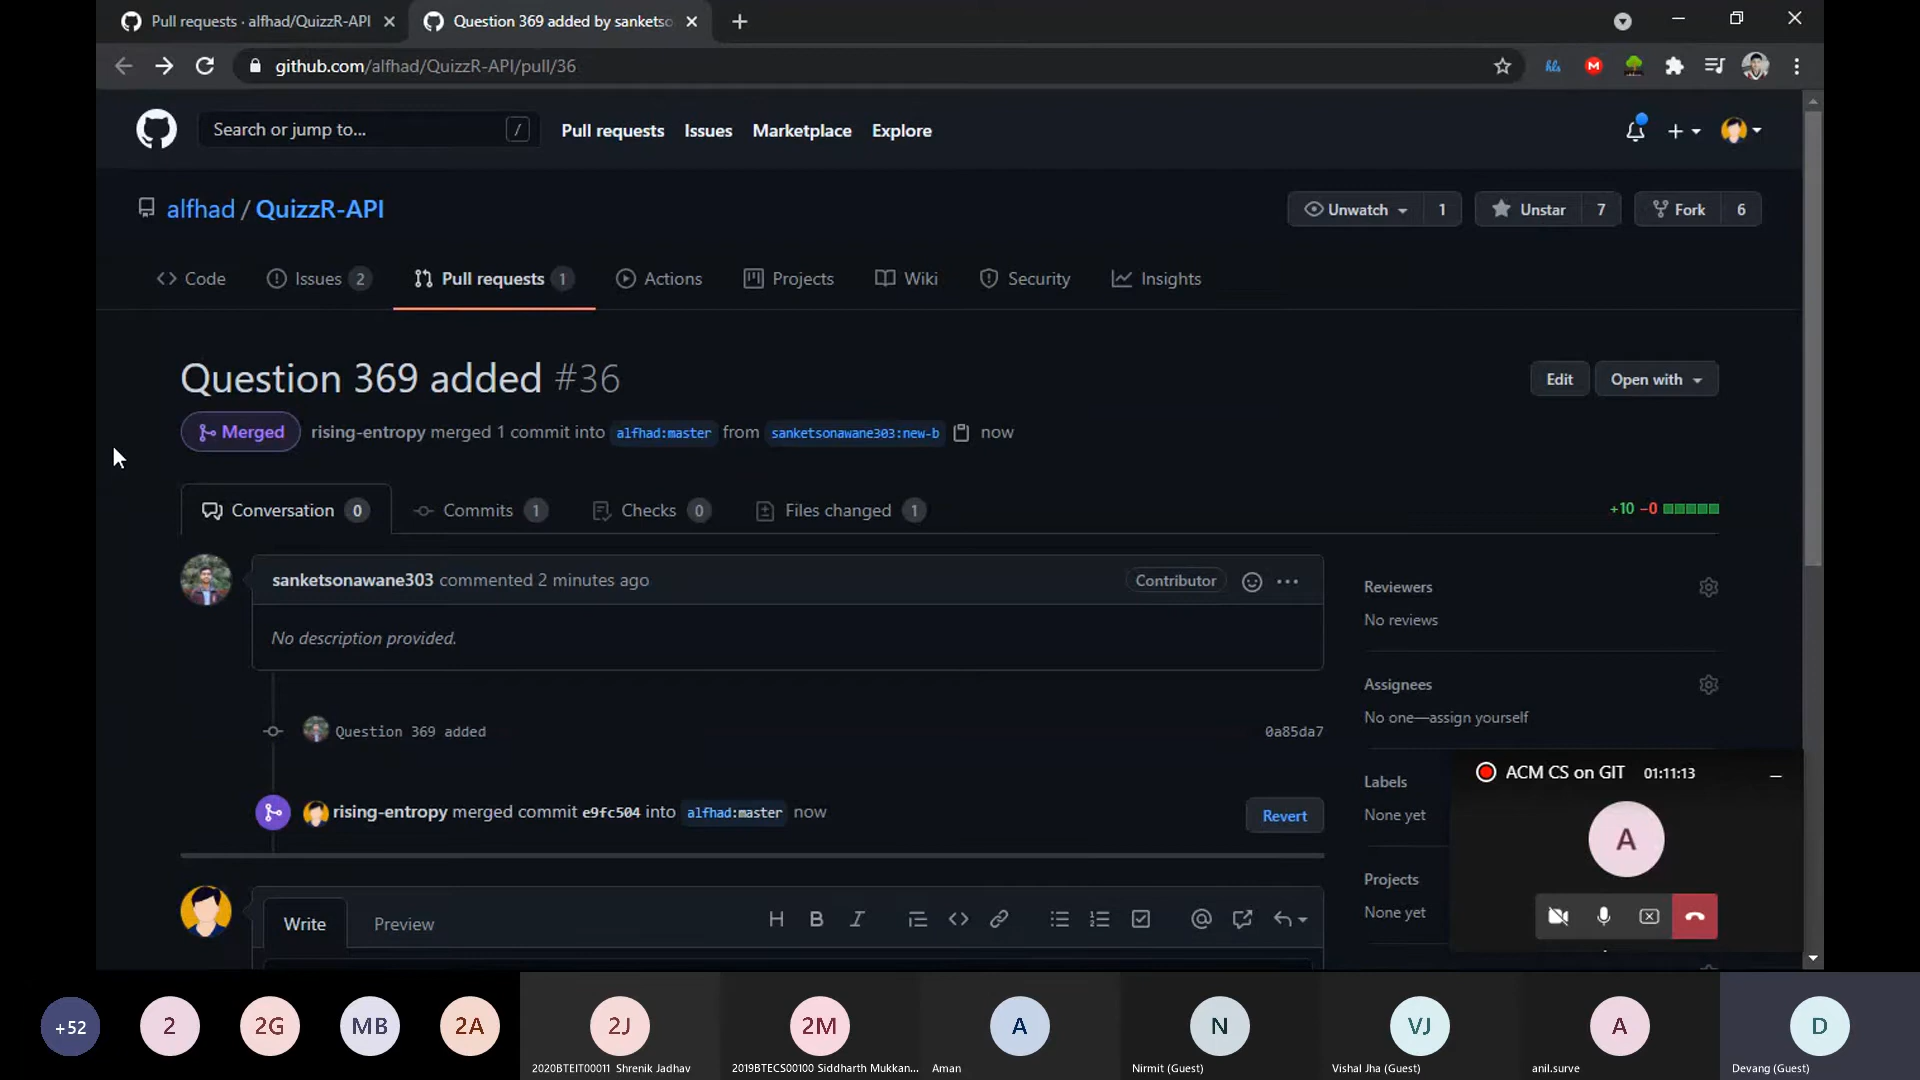 Pull requests · alfhad/QuizzR-API
Question 369 added by sanketso
github.com/alfhad/QuizzR-API/pull/36
hls
M
Search or jump to...
/
Pull requests
Issues
Marketplace
Explore
alfhad / QuizzR-API
Unwatch 1
Unstar 7
Fork 6
Code
Issues 2
Pull requests 1
Actions
Projects
Wiki
Security
Insights
Question 369 added #36
Edit
Open with
Merged
rising-entropy merged 1 commit into alfhad:master from sanketsonawane303:new-b now
Conversation 0
Commits 1
Checks 0
Files changed 1
+10 −0
sanketsonawane303 commented 2 minutes ago
Contributor
No description provided.
Question 369 added
0a85da7
rising-entropy merged commit e9fc504 into alfhad:master now
Revert
Write
Preview
H B I
Reviewers
No reviews
Assignees
No one—assign yourself
Labels
None yet
Projects
None yet
ACM CS on GIT 01:11:13
A
+52
2
2G
MB
2A
2J
2020BTEIT00011 Shrenik Jadhav
2M
2019BTECS00100 Siddharth Mukkan...
A
Aman
N
Nirmit (Guest)
VJ
Vishal Jha (Guest)
A
anil.surve
D
Devang (Guest)